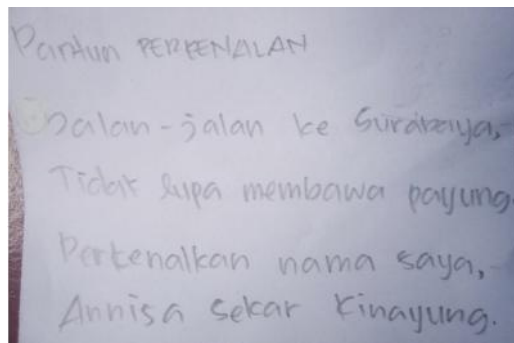 Pantun PERKENALAN
Jalan-jalan ke Surabaya,
Tidak lupa membawa payung.
Perkenalkan nama saya,
Annisa Sekar Kinayung.